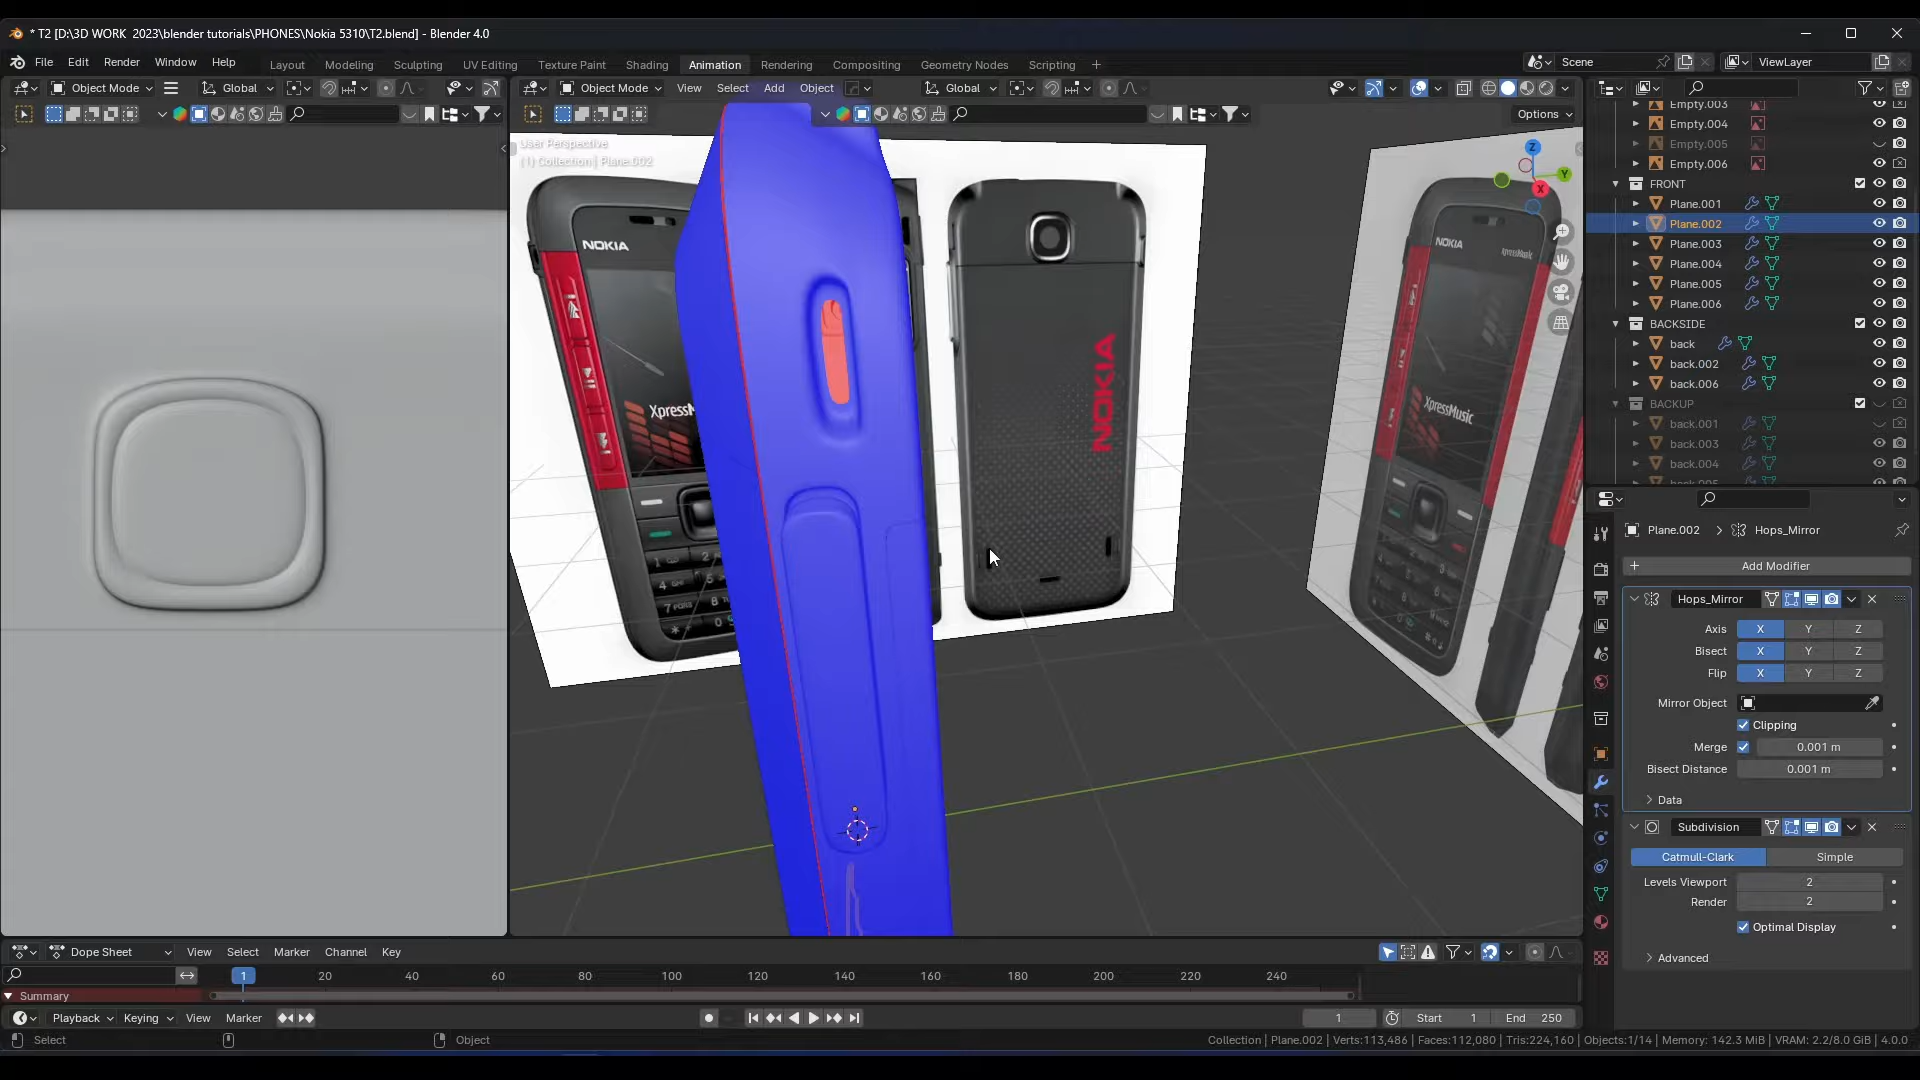 * T2 [D:\3D WORK  2023\blender tutorials\PHONES\Nokia 5310\T2.blend] - Blender 4.0
File Edit Render Window Help
Layout Modeling Sculpting UV Editing Texture Paint Shading Animation Rendering Compositing Geometry Nodes Scripting +
Scene
ViewLayer
Object Mode Global
Object Mode View Select Add Object Global
Options
User Perspective
(1) Collection | Plane.002
Z
Y
X
NOKIA
XpressM
NOKIA
NOKIA
XpressMusic
XpressMusic
Empty.003
Empty.004
Empty.005
Empty.006
FRONT
Plane.001
Plane.002
Plane.003
Plane.004
Plane.005
Plane.006
BACKSIDE
back
back.002
back.006
BACKUP
back.001
back.003
back.004
back.005
Plane.002 > Hops_Mirror
+ Add Modifier
Hops_Mirror
Axis X Y Z
Bisect X Y Z
Flip X Y Z
Mirror Object
Clipping
Merge 0.001 m
Bisect Distance 0.001 m
Data
Subdivision
Catmull-Clark Simple
Levels Viewport 2
Render 2
Optimal Display
Advanced
Dope Sheet View Select Marker Channel Key
1 20 40 60 80 100 120 140 160 180 200 220 240
Summary
Playback Keying View Marker
1 Start 1 End 250
Select Object
Collection | Plane.002 | Verts:113,486 | Faces:112,080 | Tris:224,160 | Objects:1/14 | Memory: 142.3 MiB | VRAM: 2.2/8.0 GiB | 4.0.0